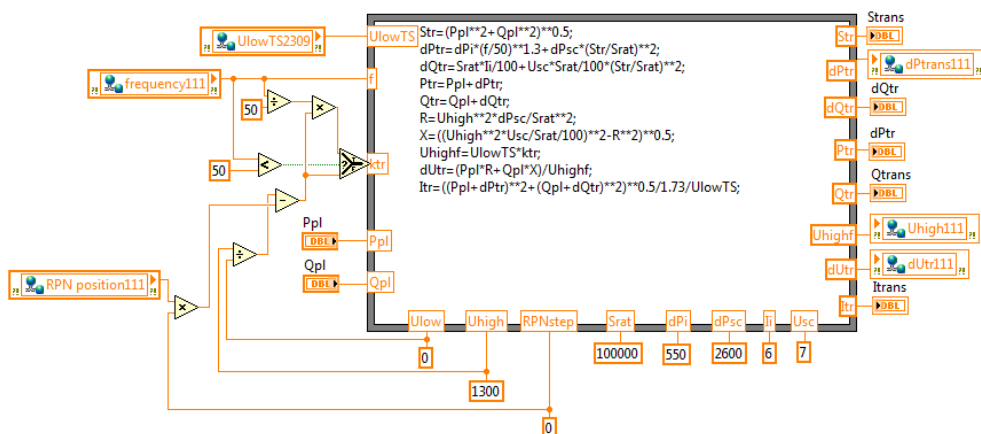 Strans
UlowTS2309
UlowTS
Str=(Ppl**2+Qpl**2)**0.5;
dPtr=dPi*(f/50)**1.3+dPsc*(Str/Srat)**2;
dQtr=Srat*Ii/100+Usc*Srat/100*(Str/Srat)**2;
Ptr=Ppl+dPtr;
Qtr=Qpl+dQtr;
R=Uhigh**2*dPsc/Srat**2;
X=((Uhigh**2*Usc/Srat/100)**2-R**2)**0.5;
Uhighf=UlowTS*ktr;
dUtr=(Ppl*R+Qpl*X)/Uhighf;
Itr=((Ppl+dPtr)**2+(Qpl+dQtr)**2)**0.5/1.73/UlowTS;
Str
DBL
dPtr
dPtrans111
frequency111
f
50
dQtr
dQtr
DBL
50
ktr
dPtr
Ptr
DBL
Qtrans
Qtr
DBL
Ppl
DBL
Ppl
Uhighf
Uhigh111
Qpl
DBL
Qpl
dUtr
dUtr111
RPN position111
Itrans
Itr
DBL
Ulow
Uhigh
RPNstep
Srat
dPi
dPsc
Ii
Usc
0
100000
550
2600
6
7
1300
0